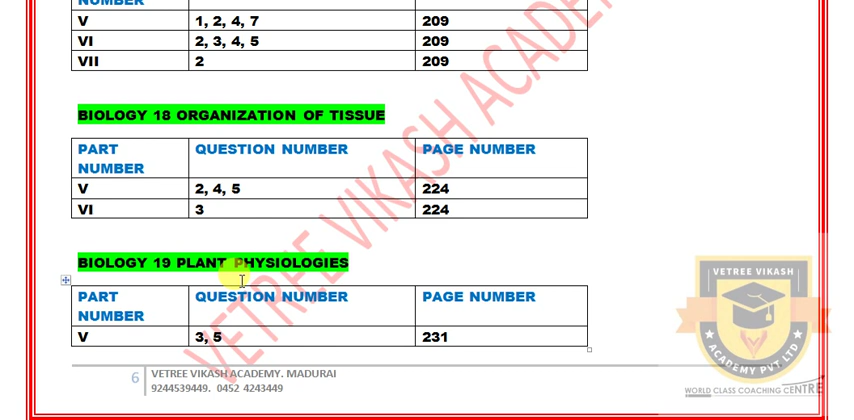 NUMBER
V 1, 2, 4, 7 209
VI 2, 3, 4, 5 209
VII 2 209
BIOLOGY 18 ORGANIZATION OF TISSUE
PART NUMBER QUESTION NUMBER PAGE NUMBER
V 2, 4, 5 224
VI 3 224
BIOLOGY 19 PLANT PHYSIOLOGIES
PART NUMBER QUESTION NUMBER PAGE NUMBER
V 3, 5 231
VETREE VIKASH ACADEMY
VETREE VIKASH
ACADEMY PVT. LTD
WORLD CLASS COACHING CENTRE
6 VETREE VIKASH ACADEMY. MADURAI
9244539449. 0452 4243449